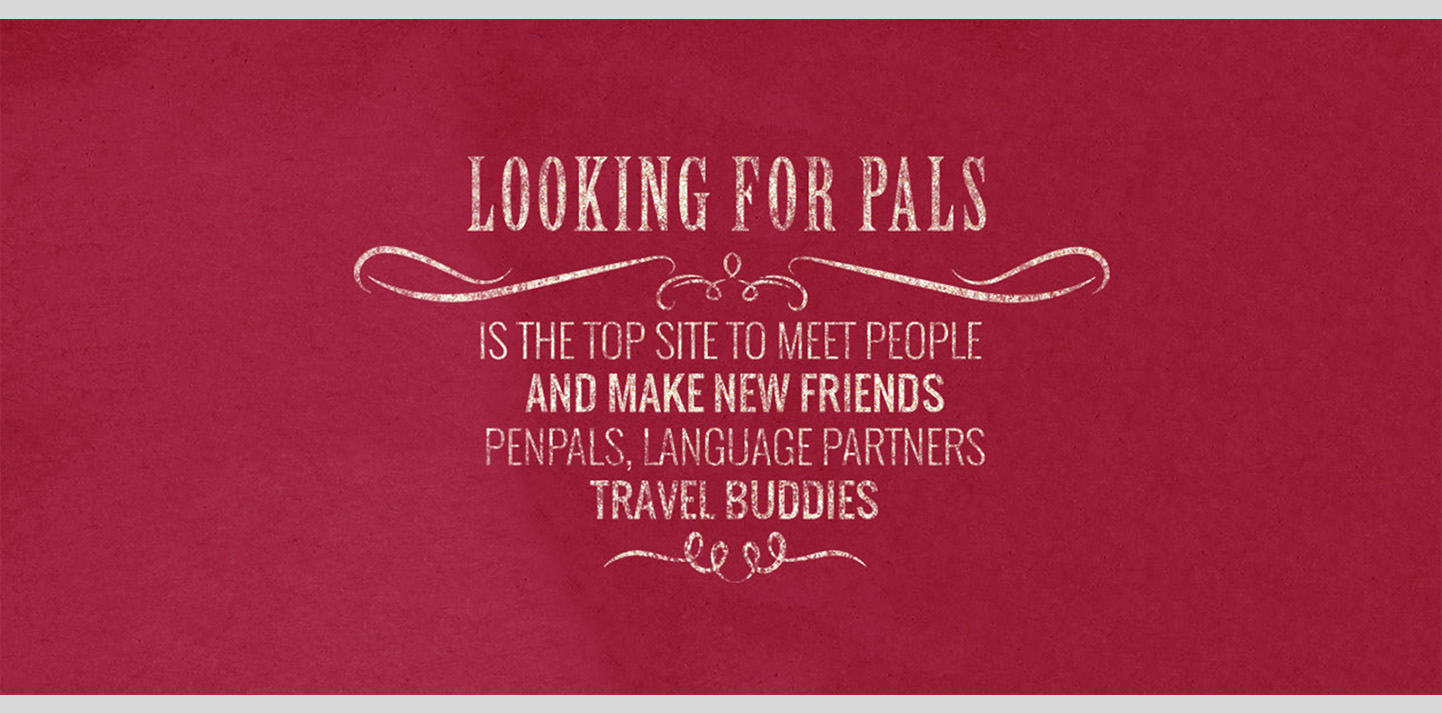 LOOKING FOR PALS
IS THE TOP SITE TO MEET PEOPLE
AND MAKE NEW FRIENDS
PENPALS, LANGUAGE PARTNERS
TRAVEL BUDDIES